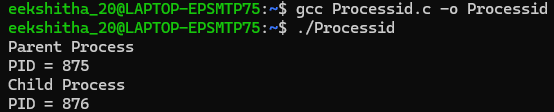 eekshitha_20@LAPTOP-EPSMTP75:~$ gcc Processid.c -o Processid
eekshitha_20@LAPTOP-EPSMTP75:~$ ./Processid
Parent Process
PID = 875
Child Process
PID = 876